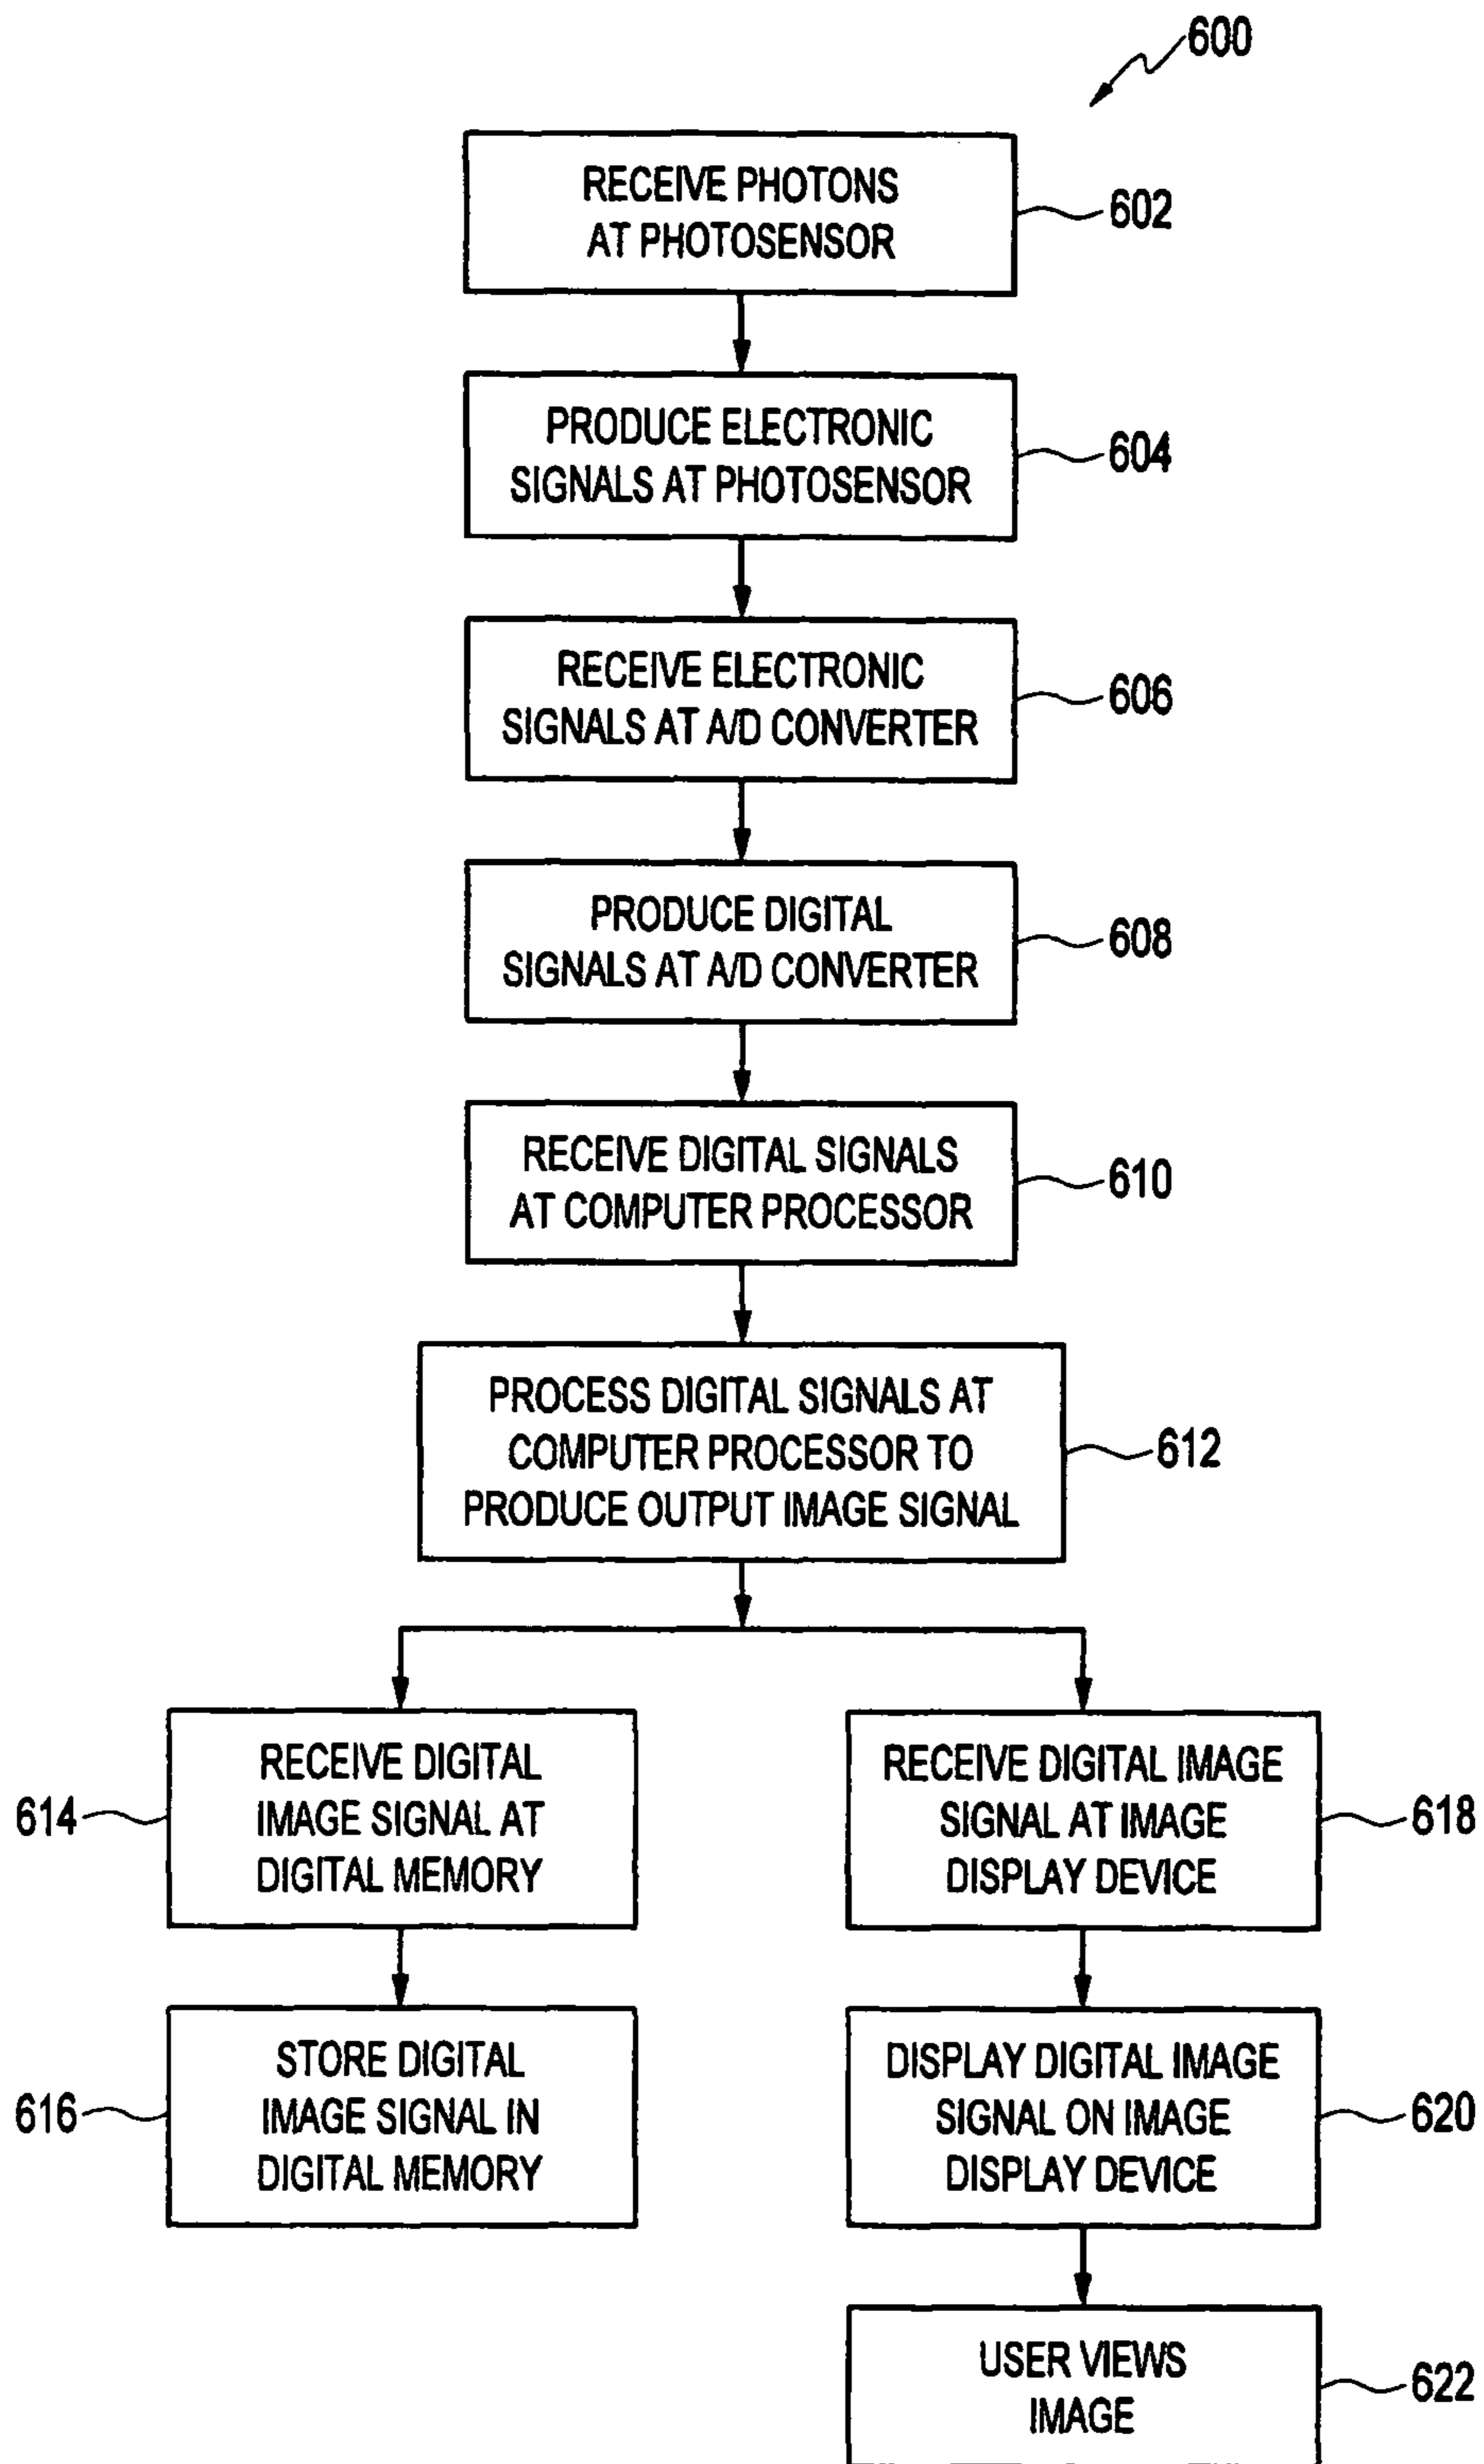 600
RECEIVE PHOTONS
AT PHOTOSENSOR
602
PRODUCE ELECTRONIC
SIGNALS AT PHOTOSENSOR
604
RECEIVE ELECTRONIC
SIGNALS AT A/D CONVERTER
606
PRODUCE DIGITAL
SIGNALS AT A/D CONVERTER
608
RECEIVE DIGITAL SIGNALS
AT COMPUTER PROCESSOR
610
PROCESS DIGITAL SIGNALS AT
COMPUTER PROCESSOR TO
PRODUCE OUTPUT IMAGE SIGNAL
612
RECEIVE DIGITAL
IMAGE SIGNAL AT
DIGITAL MEMORY
614
RECEIVE DIGITAL IMAGE
SIGNAL AT IMAGE
DISPLAY DEVICE
618
STORE DIGITAL
IMAGE SIGNAL IN
DIGITAL MEMORY
616
DISPLAY DIGITAL IMAGE
SIGNAL ON IMAGE
DISPLAY DEVICE
620
USER VIEWS
IMAGE
622